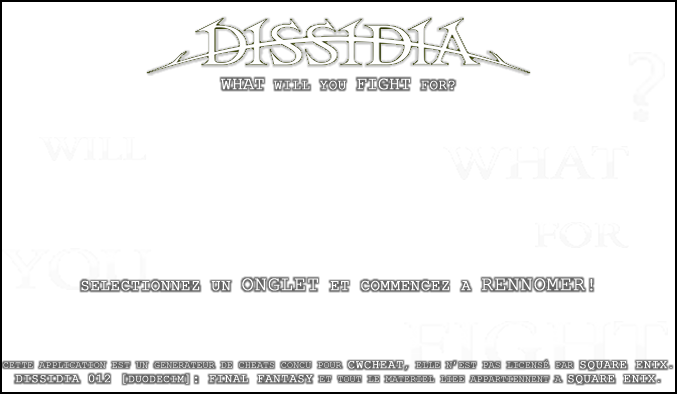 DISSIDIA
WHAT WILL YOU FIGHT FOR?
?
WILL
WHAT
FOR
YOU
SELECTIONNEZ UN ONGLET ET COMMENCEZ A RENNOMER!
FIGHT
CETTE APPLICATION EST UN GENERATEUR DE CHEATS CONCU POUR CWCHEAT, ELLE N'EST PAS LICENSÉ PAR SQUARE ENIX.
DISSIDIA 012 [DUODECIM]: FINAL FANTASY ET TOUT LE MATERIEL DIEE APPARTIENNENT A SQUARE ENIX.